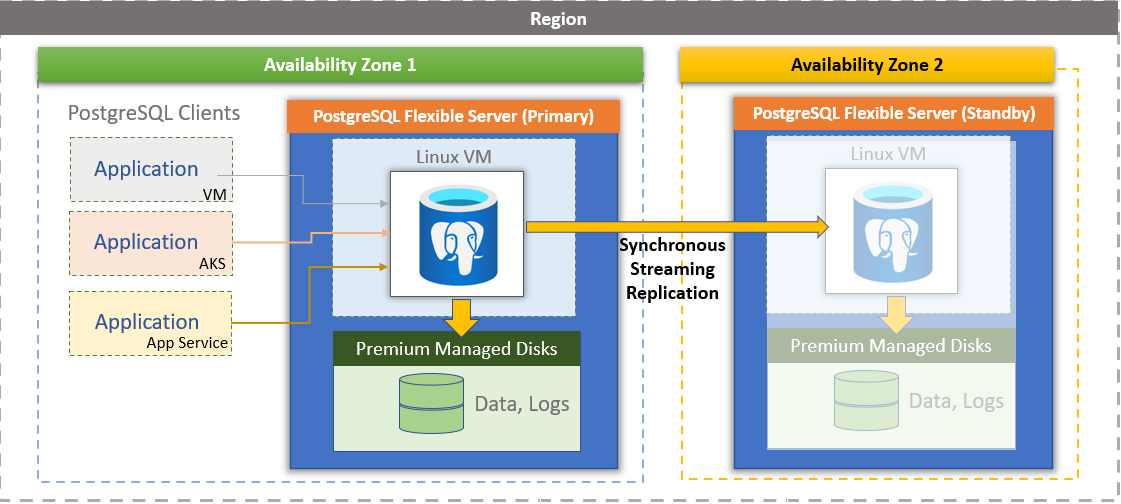 Region
Availability Zone 1
Availability Zone 2
PostgreSQL Clients
Application
VM
Application
AKS
Application
App Service
PostgreSQL Flexible Server (Primary)
Linux VM
Premium Managed Disks
Data, Logs
Synchronous
Streaming
Replication
PostgreSQL Flexible Server (Standby)
Linux VM
Premium Managed Disks
Data, Logs